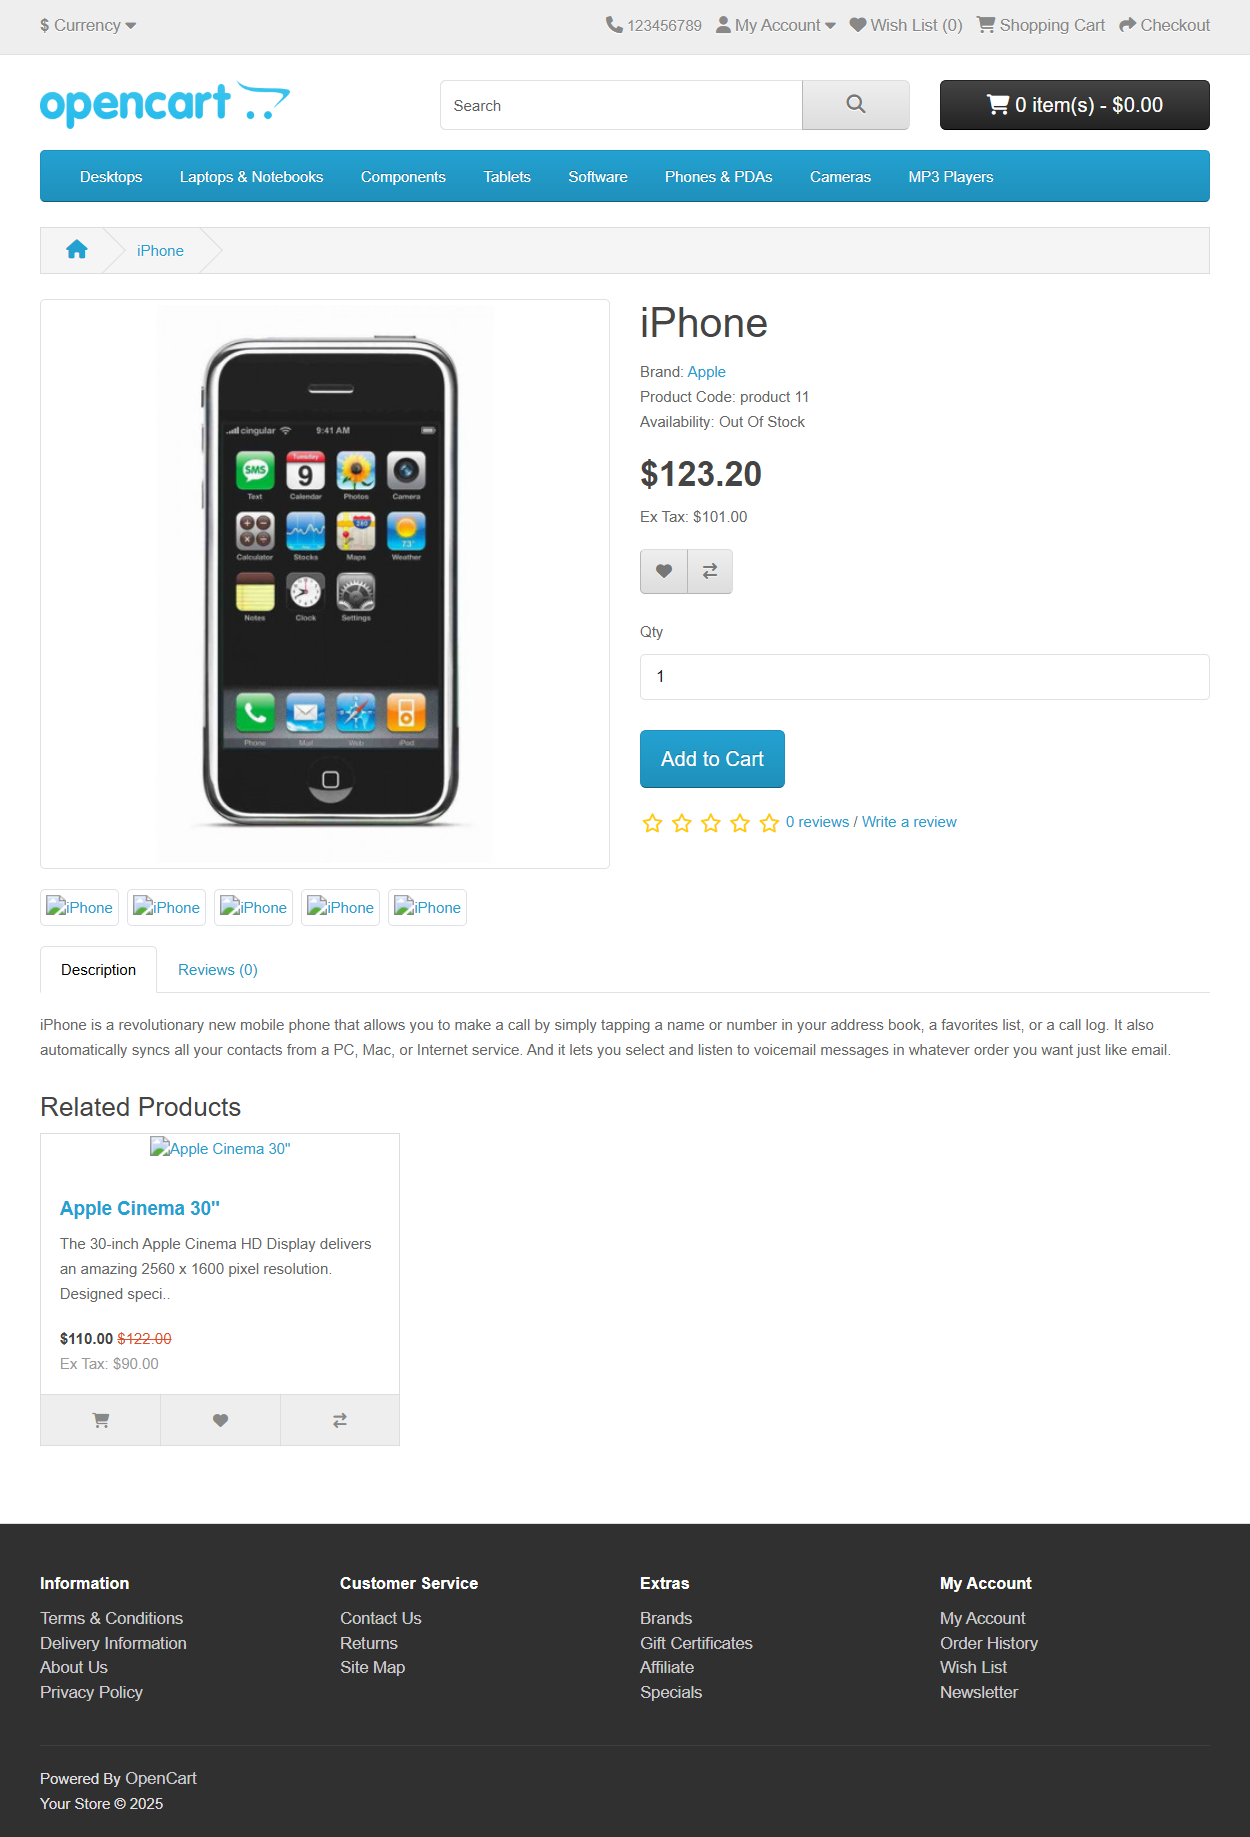 $ Currency
123456789 My Account Wish List (0) Shopping Cart Checkout
opencart
Search
0 item(s) - $0.00
Desktops Laptops & Notebooks Components Tablets Software Phones & PDAs Cameras MP3 Players
iPhone
iPhone
Brand: Apple
Product Code: product 11
Availability: Out Of Stock
$123.20
Ex Tax: $101.00
Qty
1
Add to Cart
0 reviews / Write a review
cingular 9:41 AM
SMS Tuesday 9 280 73°
Text Calendar Photos Camera
Calculator Stocks Maps Weather
Notes Clock Settings
Phone Mail Web iPod
iPhone iPhone iPhone iPhone iPhone
Description Reviews (0)
iPhone is a revolutionary new mobile phone that allows you to make a call by simply tapping a name or number in your address book, a favorites list, or a call log. It also
automatically syncs all your contacts from a PC, Mac, or Internet service. And it lets you select and listen to voicemail messages in whatever order you want just like email.
Related Products
Apple Cinema 30"
Apple Cinema 30"
The 30-inch Apple Cinema HD Display delivers
an amazing 2560 x 1600 pixel resolution.
Designed speci..
$110.00 $122.00
Ex Tax: $90.00
Information
Terms & Conditions
Delivery Information
About Us
Privacy Policy
Customer Service
Contact Us
Returns
Site Map
Extras
Brands
Gift Certificates
Affiliate
Specials
My Account
My Account
Order History
Wish List
Newsletter
Powered By OpenCart
Your Store © 2025